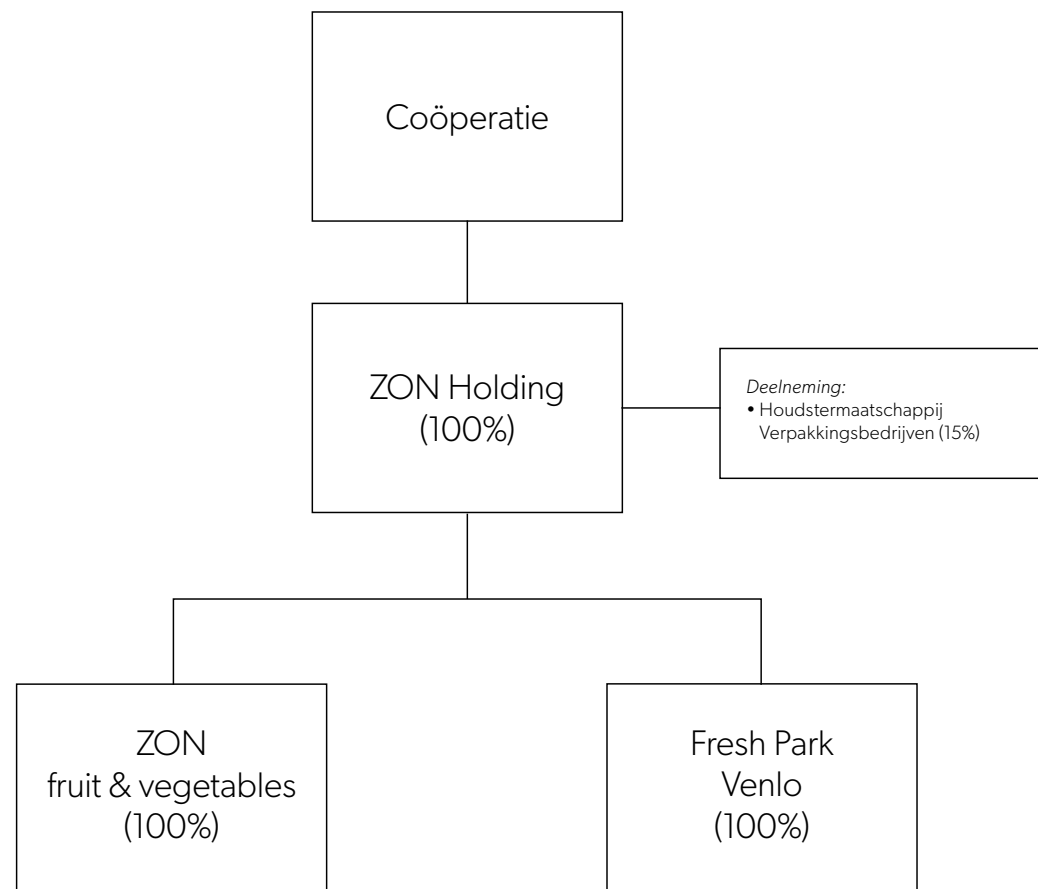 Coöperatie
ZON Holding
(100%)
Deelneming:
• Houdstermaatschappij
Verpakkingsbedrijven (15%)
ZON
fruit & vegetables
(100%)
Fresh Park
Venlo
(100%)